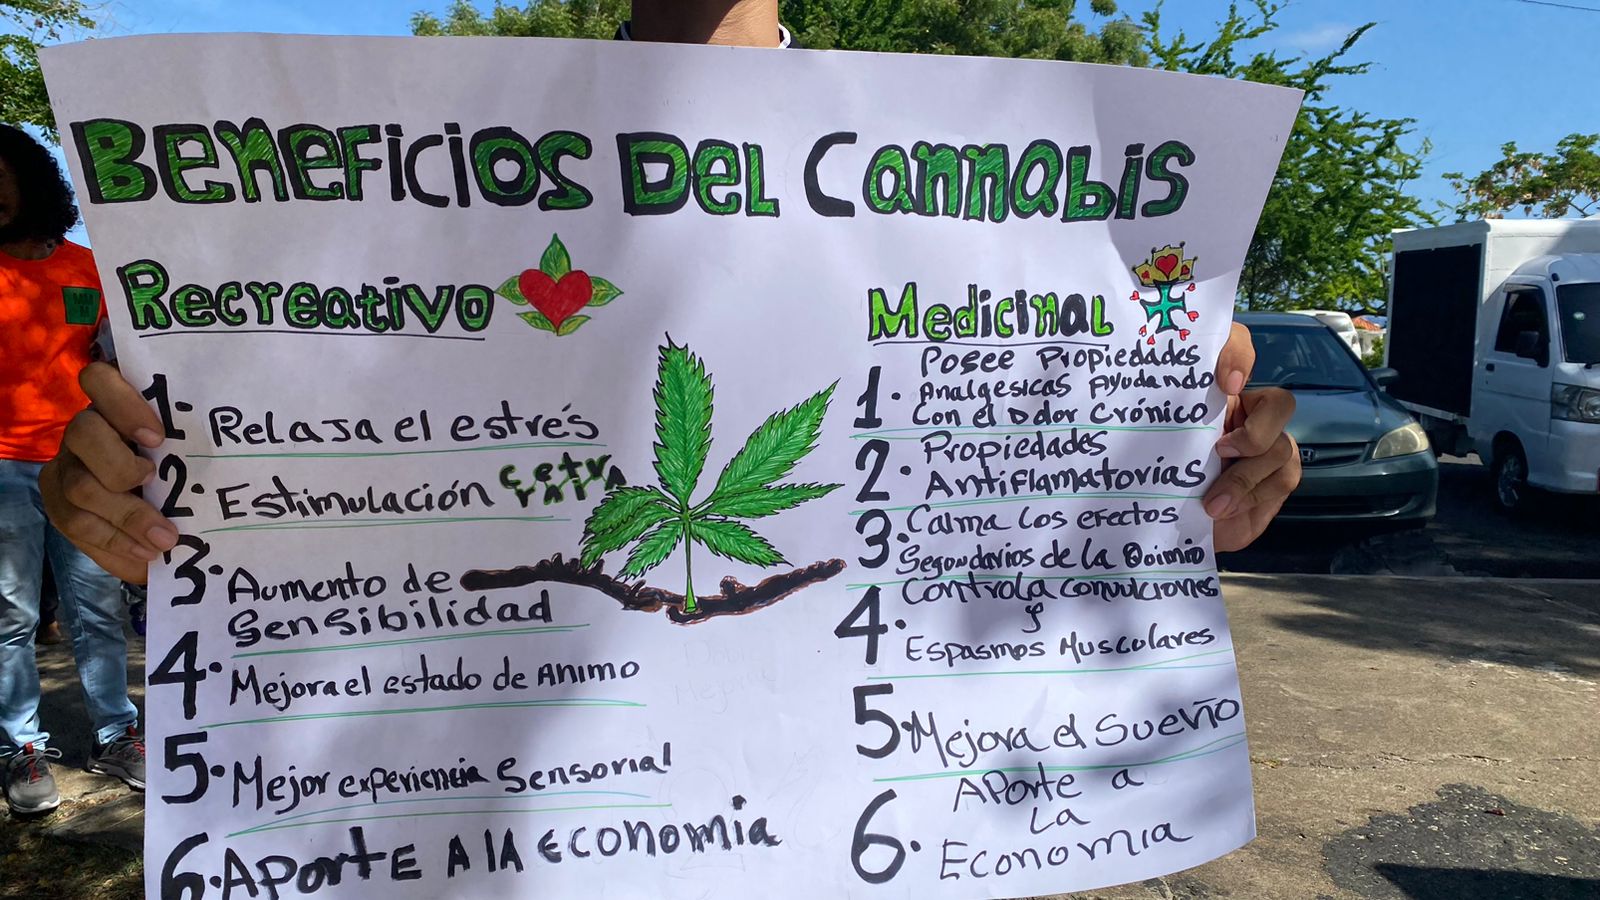 Beneficios Del Cannabis
Recreativo
1. Relaja el estrés
2. Estimulación cetr
raira
3. Aumento de
Sensibilidad
4. Mejora el estado de Animo
5. Mejor experiencia Sensorial
6. Aporte A lA economia
Medicinal
1. Posee Propiedades
Analgesicas Ayudando
Con el Dolor Crónico
2. Propiedades
Antiflamatorias
3. Calma los efectos
Segondarios de la Quimio
4. Controla convulciones
y
Espasmos Musculares
5. Mejora el Sueño
6. APorte a
La
Economia